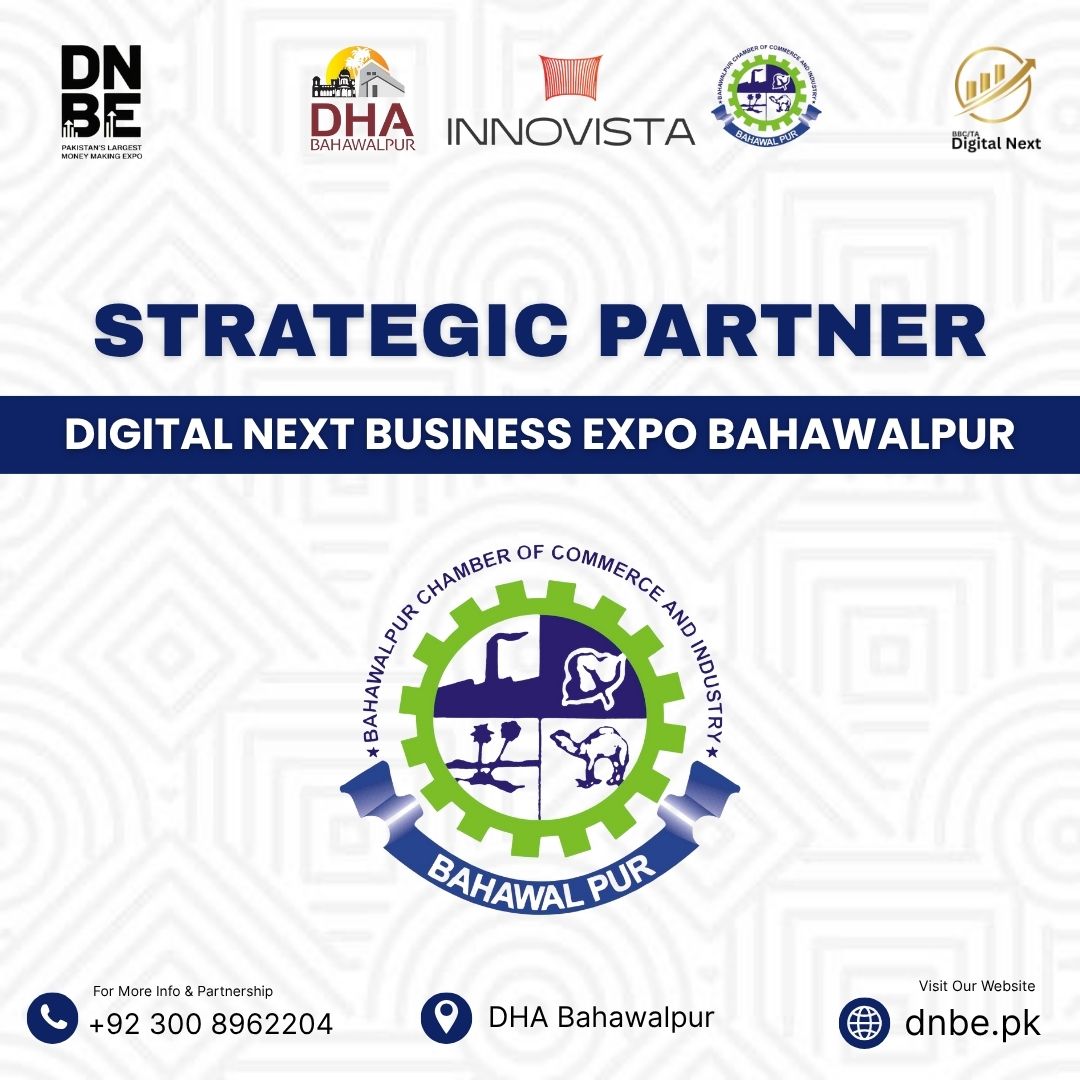 DN
BE
PAKISTAN'S LARGEST
MONEY MAKING EXPO
DHA
BAHAWALPUR
INNOVISTA
BAHAWALPUR CHAMBER OF COMMERCE AND INDUSTRY
BAHAWAL PUR
BBC/TA
Digital Next
STRATEGIC PARTNER
DIGITAL NEXT BUSINESS EXPO BAHAWALPUR
★ BAHAWALPUR CHAMBER OF COMMERCE AND INDUSTRY ★
BAHAWAL PUR
For More Info & Partnership
+92 300 8962204
DHA Bahawalpur
Visit Our Website
dnbe.pk